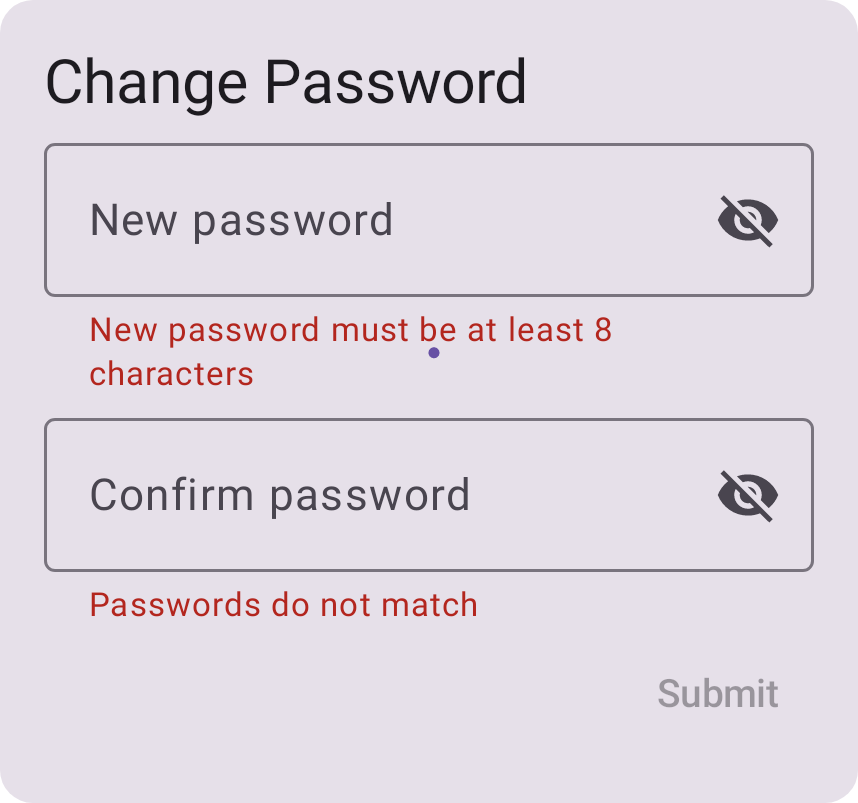 Change Password
New password
New password must be at least 8
characters
Confirm password
Passwords do not match
Submit